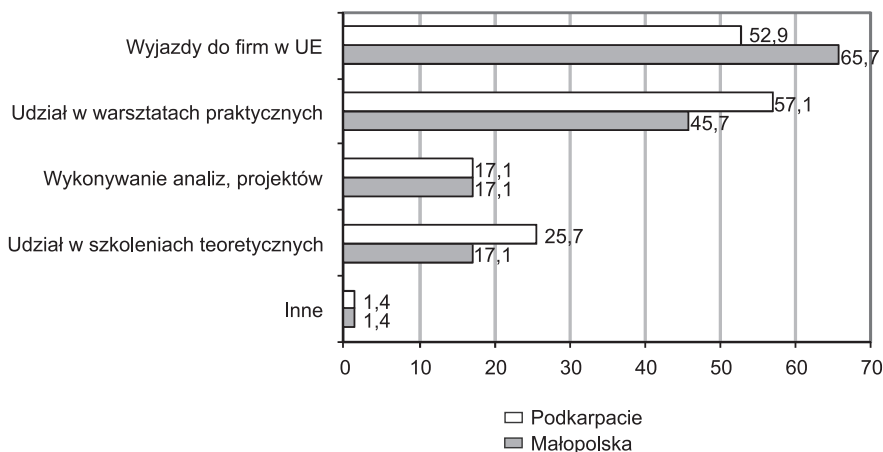 Wyjazdy do firm w UE
52,9
65,7
Udział w warsztatach praktycznych
57,1
45,7
Wykonywanie analiz, projektów
17,1
17,1
Udział w szkoleniach teoretycznych
25,7
17,1
Inne
1,4
1,4
0 10 20 30 40 50 60 70
Podkarpacie
Małopolska